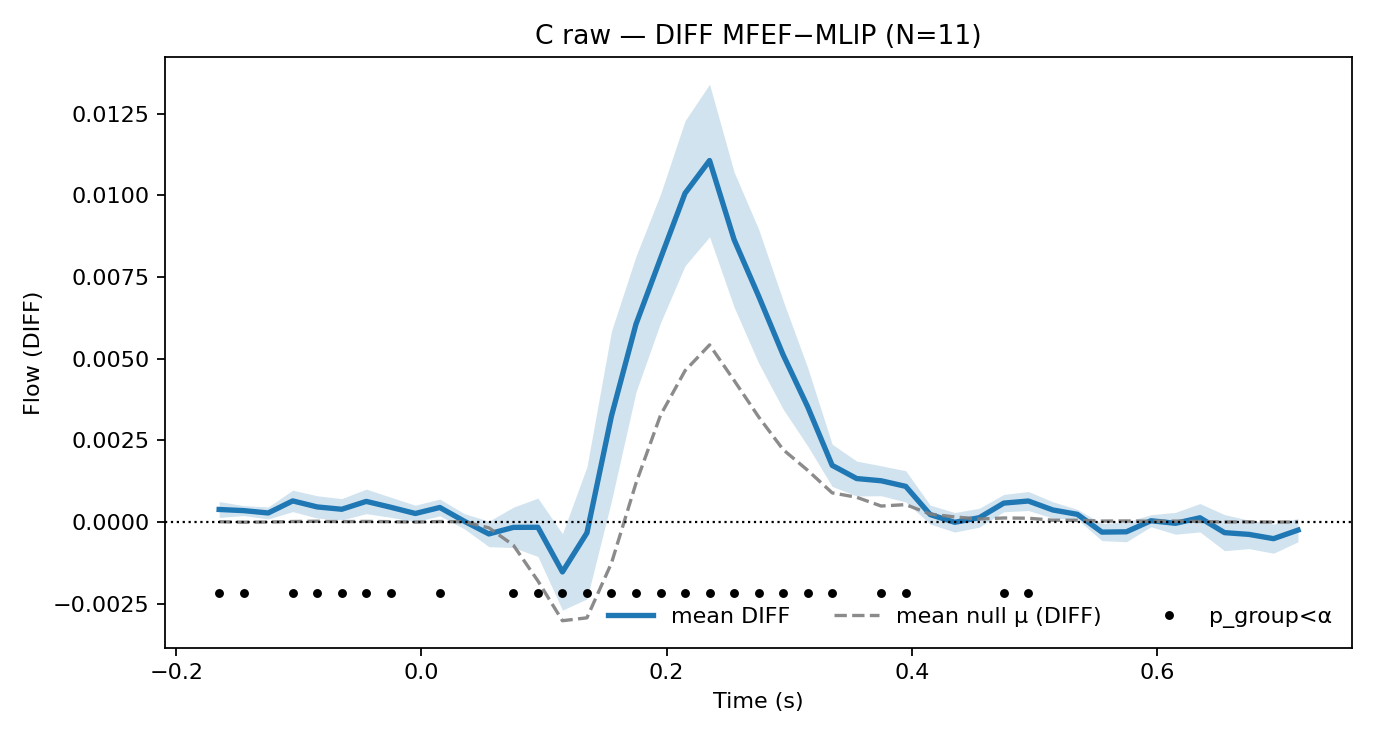 C raw — DIFF MFEF−MLIP (N=11)
Flow (DIFF)
0.0125
0.0100
0.0075
0.0050
0.0025
0.0000
−0.0025
mean DIFF
mean null μ (DIFF)
p_group<α
−0.2
0.0
0.2
0.4
0.6
Time (s)